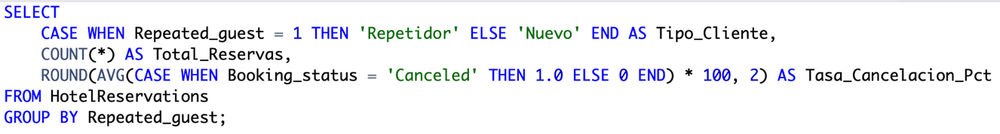 SELECT
    CASE WHEN Repeated_guest = 1 THEN 'Repetidor' ELSE 'Nuevo' END AS Tipo_Cliente,
    COUNT(*) AS Total_Reservas,
    ROUND(AVG(CASE WHEN Booking_status = 'Canceled' THEN 1.0 ELSE 0 END) * 100, 2) AS Tasa_Cancelacion_Pct
FROM HotelReservations
GROUP BY Repeated_guest;